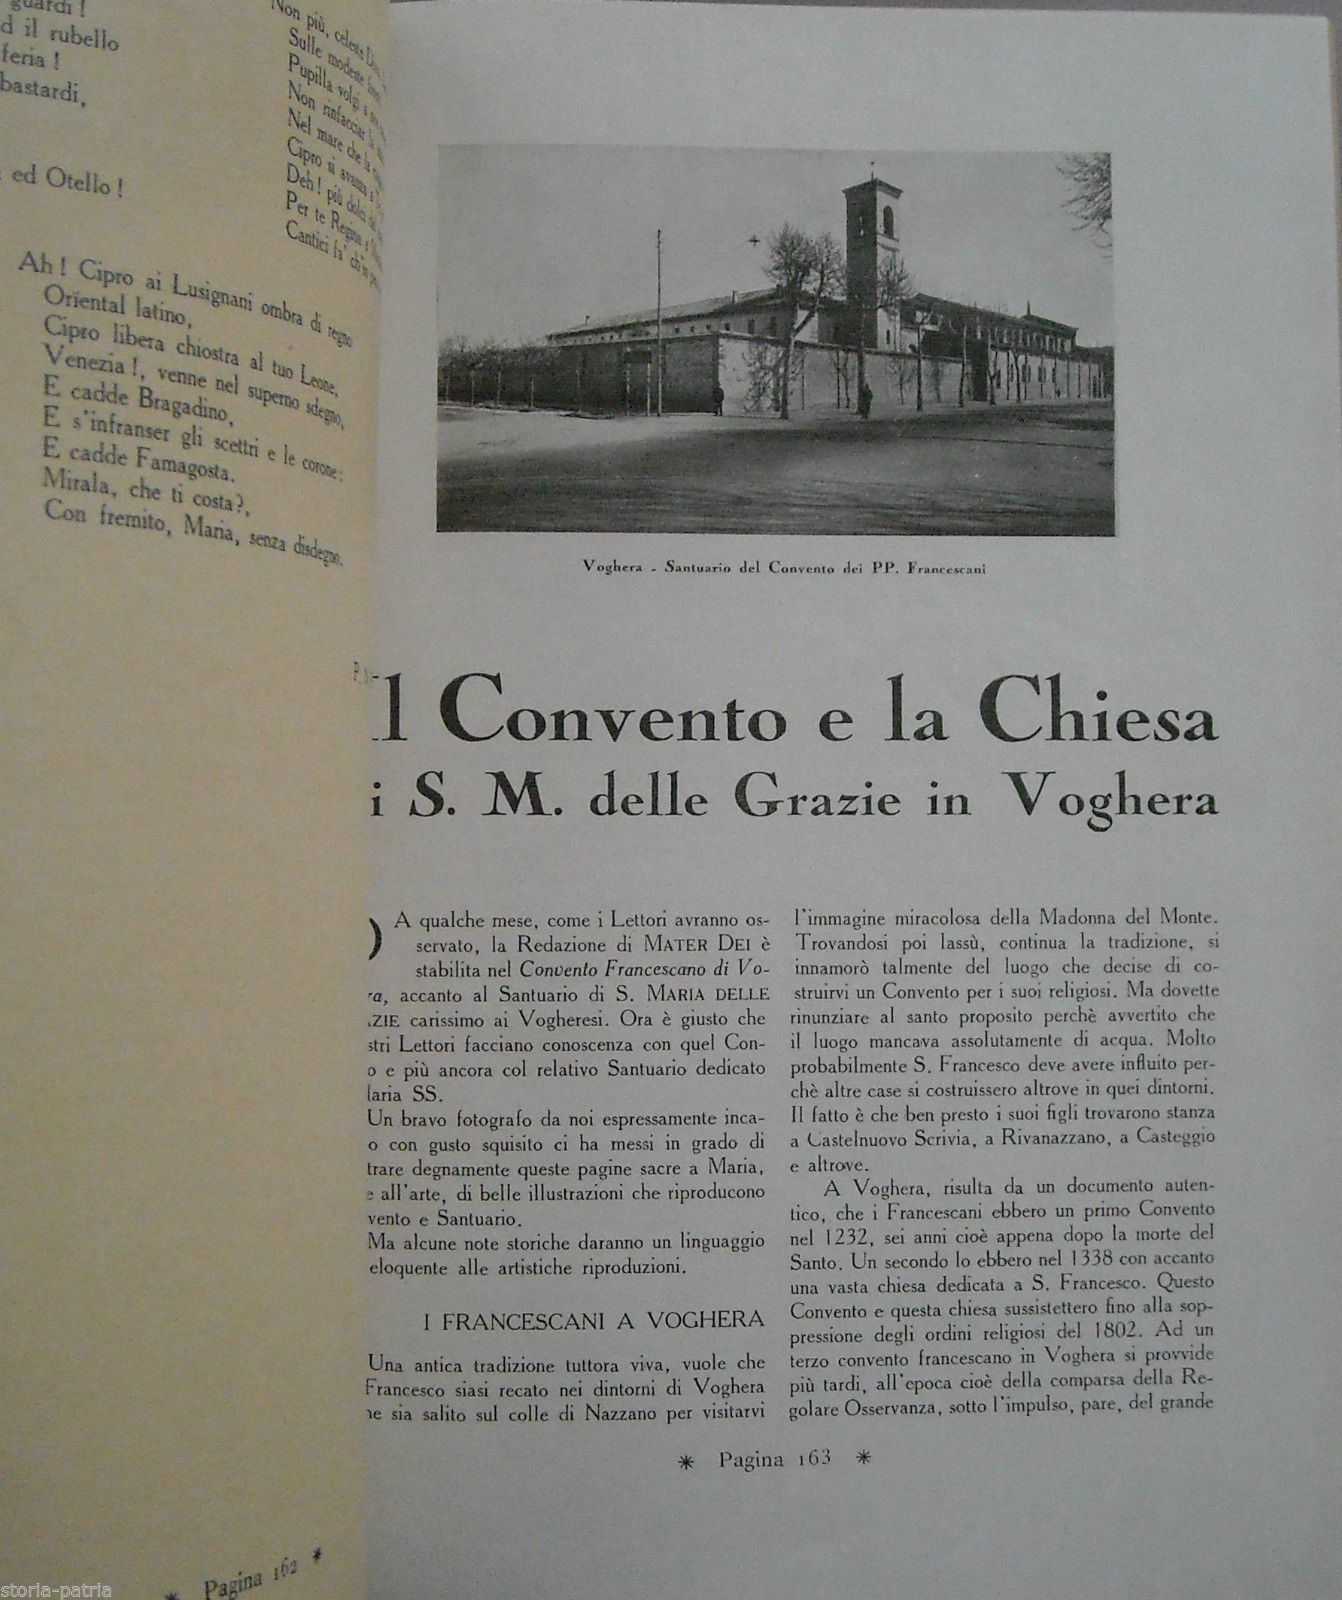 guardi !
d il rubello
feria !
bastardi,
ed Otello !
Non più, celeste
Sulle modeste
Pupilla volgi a
Non rinfacciar la
Nel mare che la
Cipro si avanza a
Deh ! più dolci
Per te Regina e
Cantici fa' ch'io
Ah ! Cipro ai Lusignani ombra di regno
Oriental latino,
Cipro libera chiostra al tuo Leone,
Venezia !, venne nel superno sdegno,
E cadde Bragadino,
E s'infranser gli scettri e le corone:
E cadde Famagosta.
Mirala, che ti costa?,
Con fremito, Maria, senza disdegno.
* Pagina 162 *
Voghera - Santuario del Convento dei PP. Francescani
Il Convento e la Chiesa
i S. M. delle Grazie in Voghera
A qualche mese, come i Lettori avranno os-
servato, la Redazione di MATER DEI è
stabilita nel Convento Francescano di Vo-
ra, accanto al Santuario di S. MARIA DELLE
AZIE carissimo ai Vogheresi. Ora è giusto che
stri Lettori facciano conoscenza con quel Con-
o e più ancora col relativo Santuario dedicato
laria SS.
Un bravo fotografo da noi espressamente inca-
o con gusto squisito ci ha messi in grado di
trare degnamente queste pagine sacre a Maria,
e all'arte, di belle illustrazioni che riproducono
vento e Santuario.
Ma alcune note storiche daranno un linguaggio
eloquente alle artistiche riproduzioni.
I FRANCESCANI A VOGHERA
Una antica tradizione tuttora viva, vuole che
Francesco siasi recato nei dintorni di Voghera
ne sia salito sul colle di Nazzano per visitarvi
l'immagine miracolosa della Madonna del Monte.
Trovandosi poi lassù, continua la tradizione, si
innamorò talmente del luogo che decise di co-
struirvi un Convento per i suoi religiosi. Ma dovette
rinunziare al santo proposito perchè avvertito che
il luogo mancava assolutamente di acqua. Molto
probabilmente S. Francesco deve avere influito per-
chè altre case si costruissero altrove in quei dintorni.
Il fatto è che ben presto i suoi figli trovarono stanza
a Castelnuovo Scrivia, a Rivanazzano, a Casteggio
e altrove.
A Voghera, risulta da un documento auten-
tico, che i Francescani ebbero un primo Convento
nel 1232, sei anni cioè appena dopo la morte del
Santo. Un secondo lo ebbero nel 1338 con accanto
una vasta chiesa dedicata a S. Francesco. Questo
Convento e questa chiesa sussistettero fino alla sop-
pressione degli ordini religiosi del 1802. Ad un
terzo convento francescano in Voghera si provvide
più tardi, all'epoca cioè della comparsa della Re-
golare Osservanza, sotto l'impulso, pare, del grande
* Pagina 163 *
storia-patria